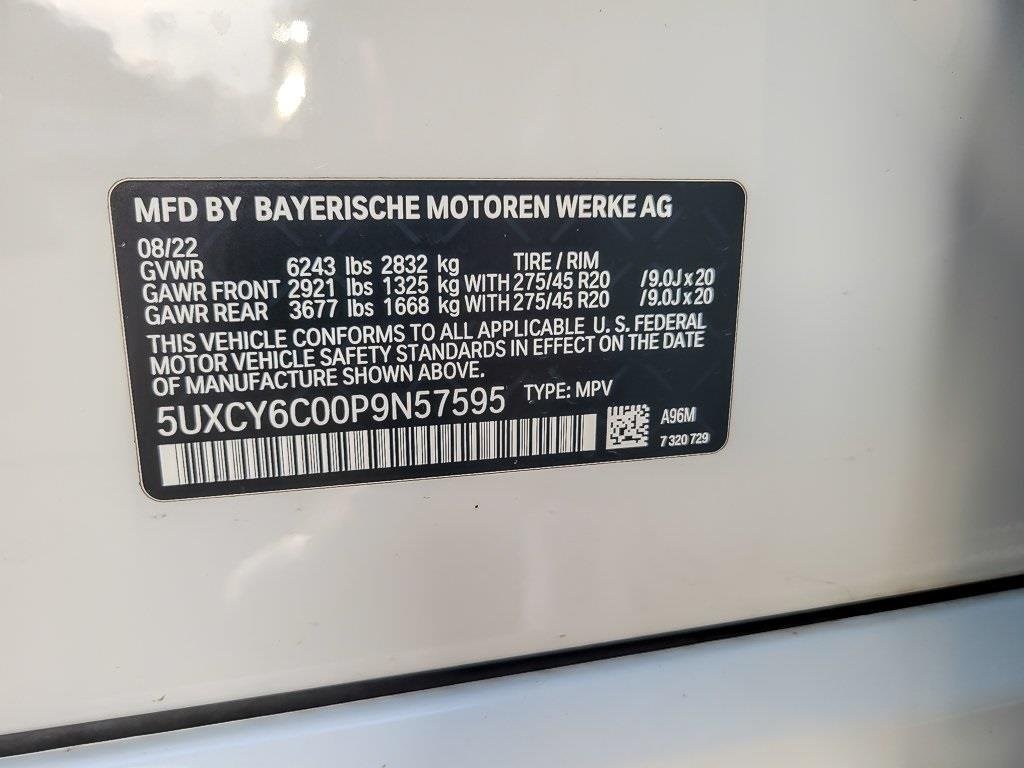 MFD BY BAYERISCHE MOTOREN WERKE AG
08/22
GVWR 6243 lbs 2832 kg TIRE / RIM
GAWR FRONT 2921 lbs 1325 kg WITH 275/45 R20 /9.0J x 20
GAWR REAR 3677 lbs 1668 kg WITH 275/45 R20 /9.0J x 20
THIS VEHICLE CONFORMS TO ALL APPLICABLE U. S. FEDERAL
MOTOR VEHICLE SAFETY STANDARDS IN EFFECT ON THE DATE
OF MANUFACTURE SHOWN ABOVE.
5UXCY6C00P9N57595 TYPE: MPV
A96M
7 320 729